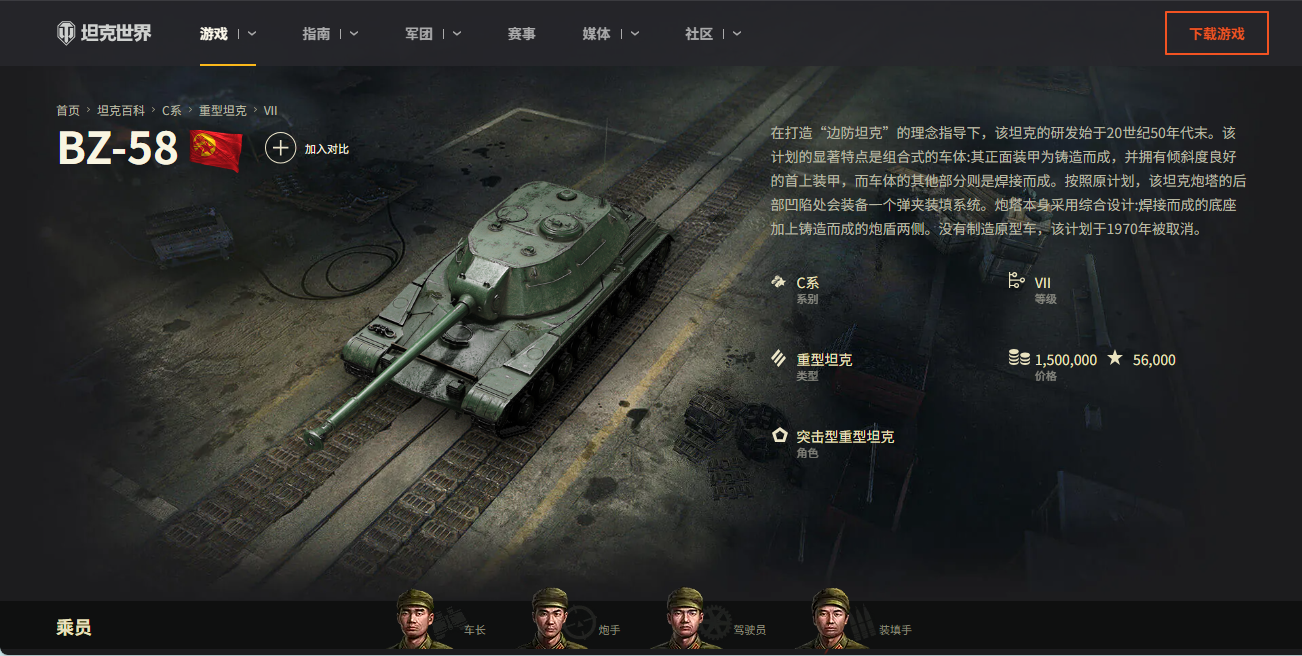 坦克世界 游戏 指南 军团 赛事 媒体 社区 下载游戏
首页 > 坦克百科 > C系 > 重型坦克 > VII
BZ-58 加入对比
在打造“边防坦克”的理念指导下，该坦克的研发始于20世纪50年代末。该
计划的显著特点是组合式的车体:其正面装甲为铸造而成，并拥有倾斜度良好
的首上装甲，而车体的其他部分则是焊接而成。按照原计划，该坦克炮塔的后
部凹陷处会装备一个弹夹装填系统。炮塔本身采用综合设计:焊接而成的底座
加上铸造而成的炮盾两侧。没有制造原型车，该计划于1970年被取消。
C系
系别
VII
等级
重型坦克
类型
1,500,000 56,000
价格
突击型重型坦克
角色
乘员 车长 炮手 驾驶员 装填手